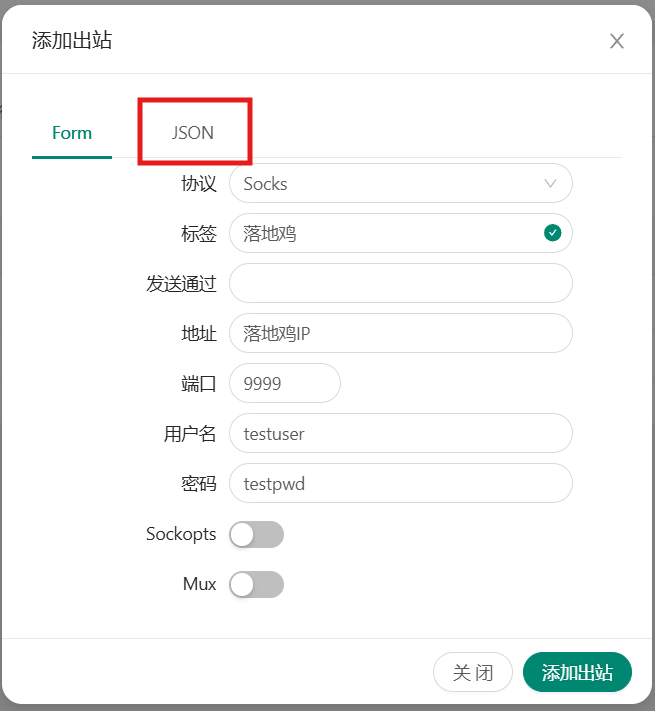 添加出站
Form JSON
协议 Socks
标签 落地鸡
发送通过
地址 落地鸡IP
端口 9999
用户名 testuser
密码 testpwd
Sockopts
Mux
关 闭 添加出站